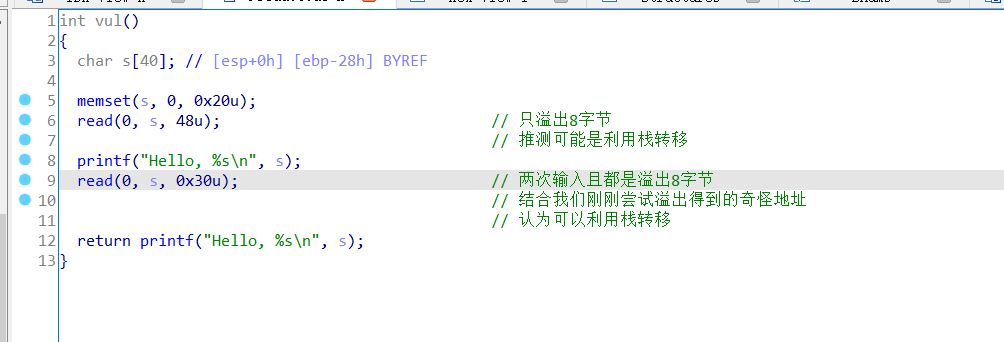 1 int vul()
2 {
3 char s[40]; // [esp+0h] [ebp-28h] BYREF
4
5 memset(s, 0, 0x20u);
6 read(0, s, 48u); // 只溢出8字节
7 // 推测可能是利用栈转移
8 printf("Hello, %s\n", s);
9 read(0, s, 0x30u); // 两次输入且都是溢出8字节
10 // 结合我们刚刚尝试溢出得到的奇怪地址
11 // 认为可以利用栈转移
12 return printf("Hello, %s\n", s);
13 }